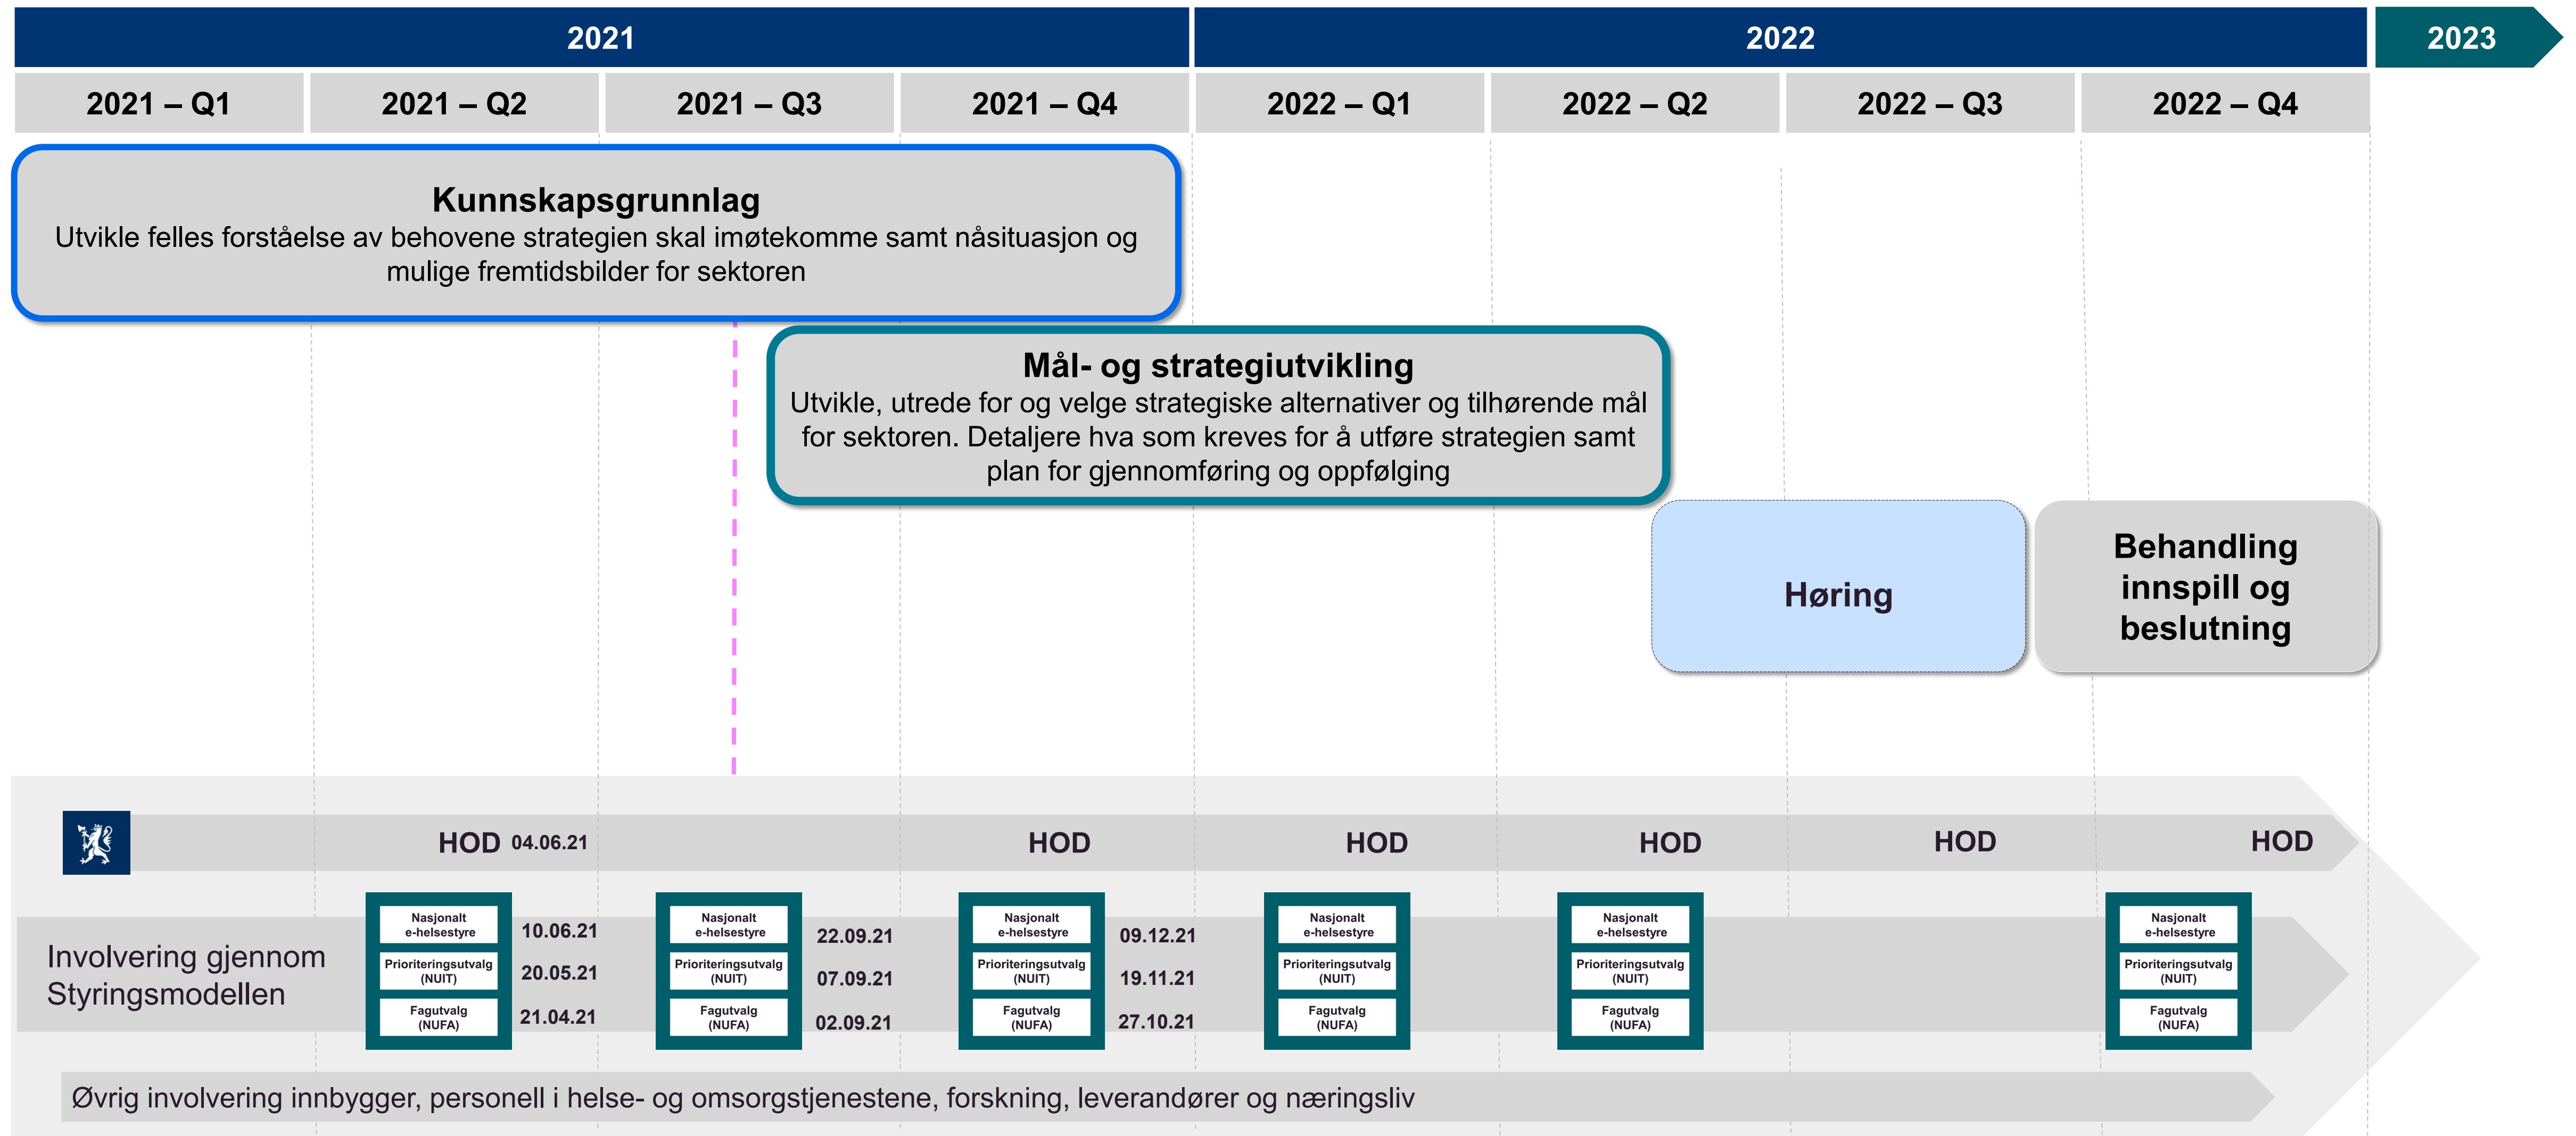 2021
2022
2023
2021 – Q1
2021 – Q2
2021 – Q3
2021 – Q4
2022 – Q1
2022 – Q2
2022 – Q3
2022 – Q4
Kunnskapsgrunnlag
Utvikle felles forståelse av behovene strategien skal imøtekomme samt nåsituasjon og
mulige fremtidsbilder for sektoren
Mål- og strategiutvikling
Utvikle, utrede for og velge strategiske alternativer og tilhørende mål
for sektoren. Detaljere hva som kreves for å utføre strategien samt
plan for gjennomføring og oppfølging
Høring
Behandling
innspill og
beslutning
HOD 04.06.21
HOD
HOD
HOD
HOD
HOD
Involvering gjennom
Styringsmodellen
Nasjonalt
e-helsestyre
10.06.21
Prioriteringsutvalg
(NUIT)
20.05.21
Fagutvalg
(NUFA)
21.04.21
Nasjonalt
e-helsestyre
22.09.21
Prioriteringsutvalg
(NUIT)
07.09.21
Fagutvalg
(NUFA)
02.09.21
Nasjonalt
e-helsestyre
09.12.21
Prioriteringsutvalg
(NUIT)
19.11.21
Fagutvalg
(NUFA)
27.10.21
Nasjonalt
e-helsestyre
Prioriteringsutvalg
(NUIT)
Fagutvalg
(NUFA)
Nasjonalt
e-helsestyre
Prioriteringsutvalg
(NUIT)
Fagutvalg
(NUFA)
Nasjonalt
e-helsestyre
Prioriteringsutvalg
(NUIT)
Fagutvalg
(NUFA)
Øvrig involvering innbygger, personell i helse- og omsorgstjenestene, forskning, leverandører og næringsliv